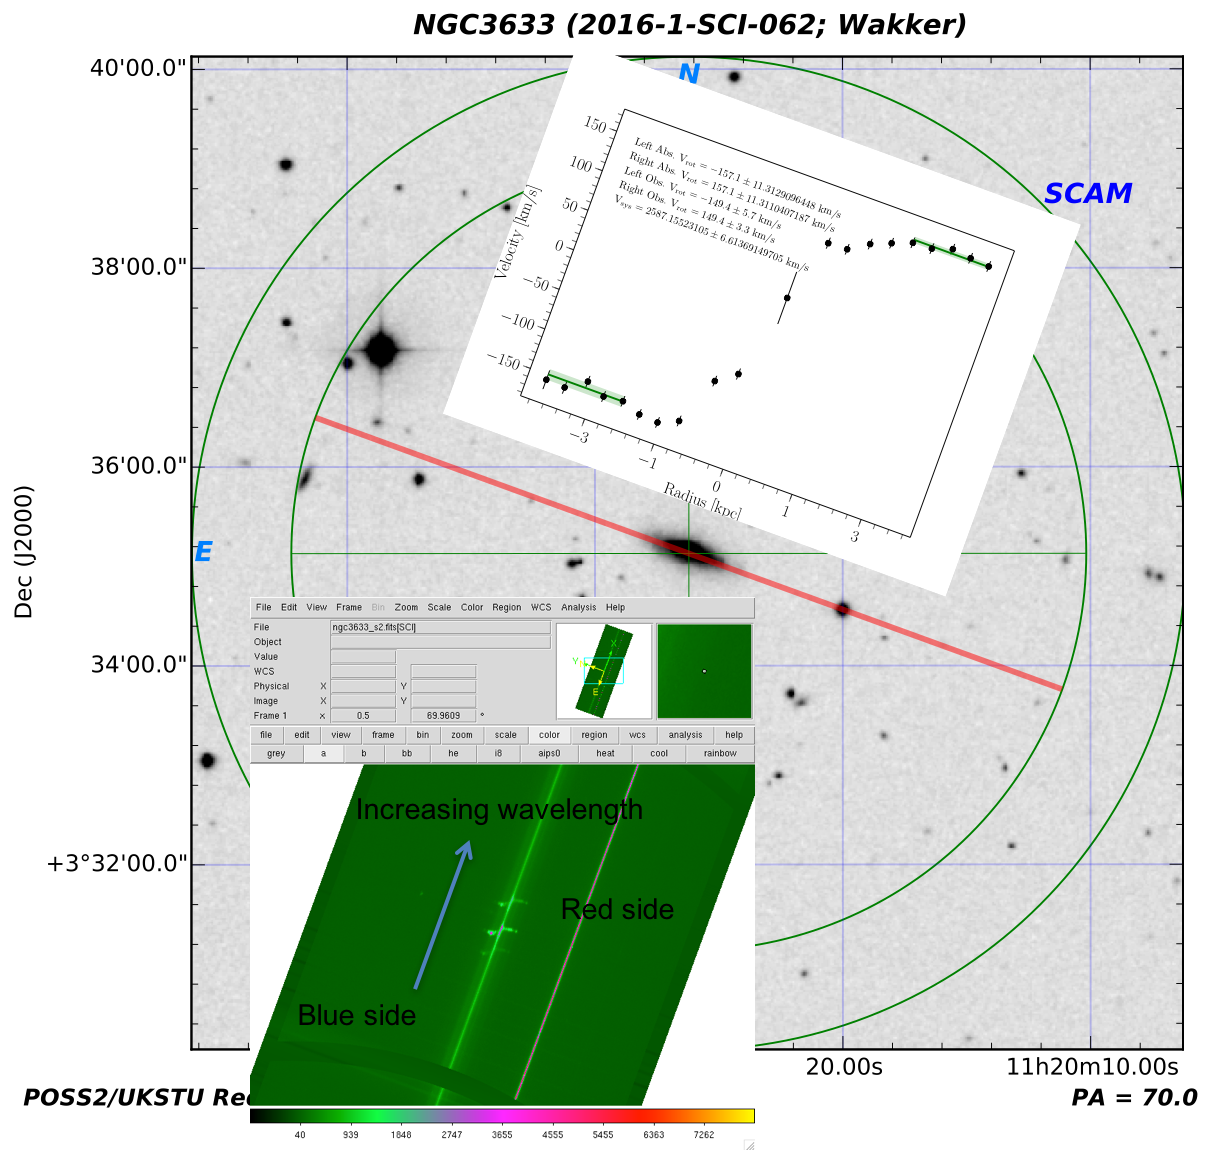 NGC3633 (2016-1-SCI-062; Wakker)
40'00.0"
38'00.0"
36'00.0"
34'00.0"
+3°32'00.0"
Dec (J2000)
N
E
SCAM
Left Abs. Vrot = −157.1 ± 11.3129096448 km/s
Right Abs. Vrot = 157.1 ± 11.3110407187 km/s
Left Obs. Vrot = −149.4 ± 5.7 km/s
Right Obs. Vrot = 149.4 ± 3.3 km/s
Vsys = 2587.15523105 ± 6.61369149705 km/s
Velocity [km/s]
150
100
50
0
−50
−100
−150
−3
−1
0
1
3
Radius [kpc]
File Edit View Frame Bin Zoom Scale Color Region WCS Analysis Help
File ngc3633_s2.fits[SCI]
Object
Value
WCS
Physical X Y
Image X Y
Frame 1 x 0.5 69.9609 °
X
Y
E
file edit view frame bin zoom scale color region wcs analysis help
grey a b bb he i8 aips0 heat cool rainbow
Increasing wavelength
Red side
Blue side
40 939 1848 2747 3655 4555 5455 6363 7262
20.00s
11h20m10.00s
POSS2/UKSTU Re
PA = 70.0